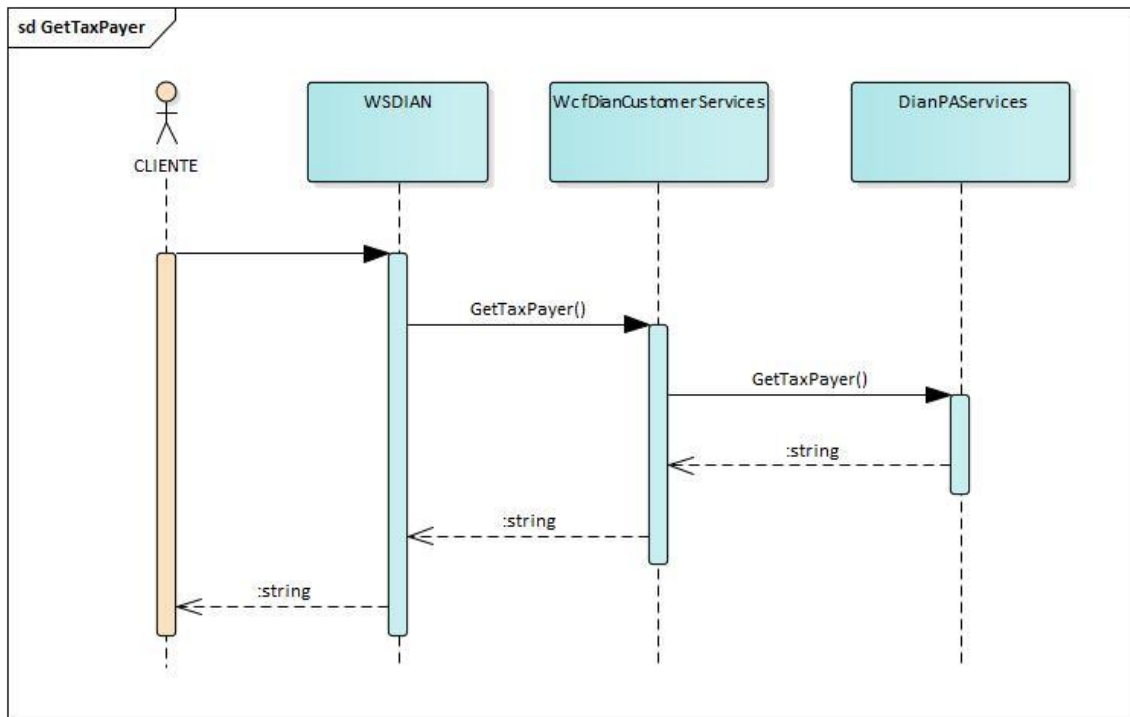 sd GetTaxPayer
WSDIAN
WcfDianCustomerServices
DianPAServices
CLIENTE
GetTaxPayer()
GetTaxPayer()
:string
:string
:string